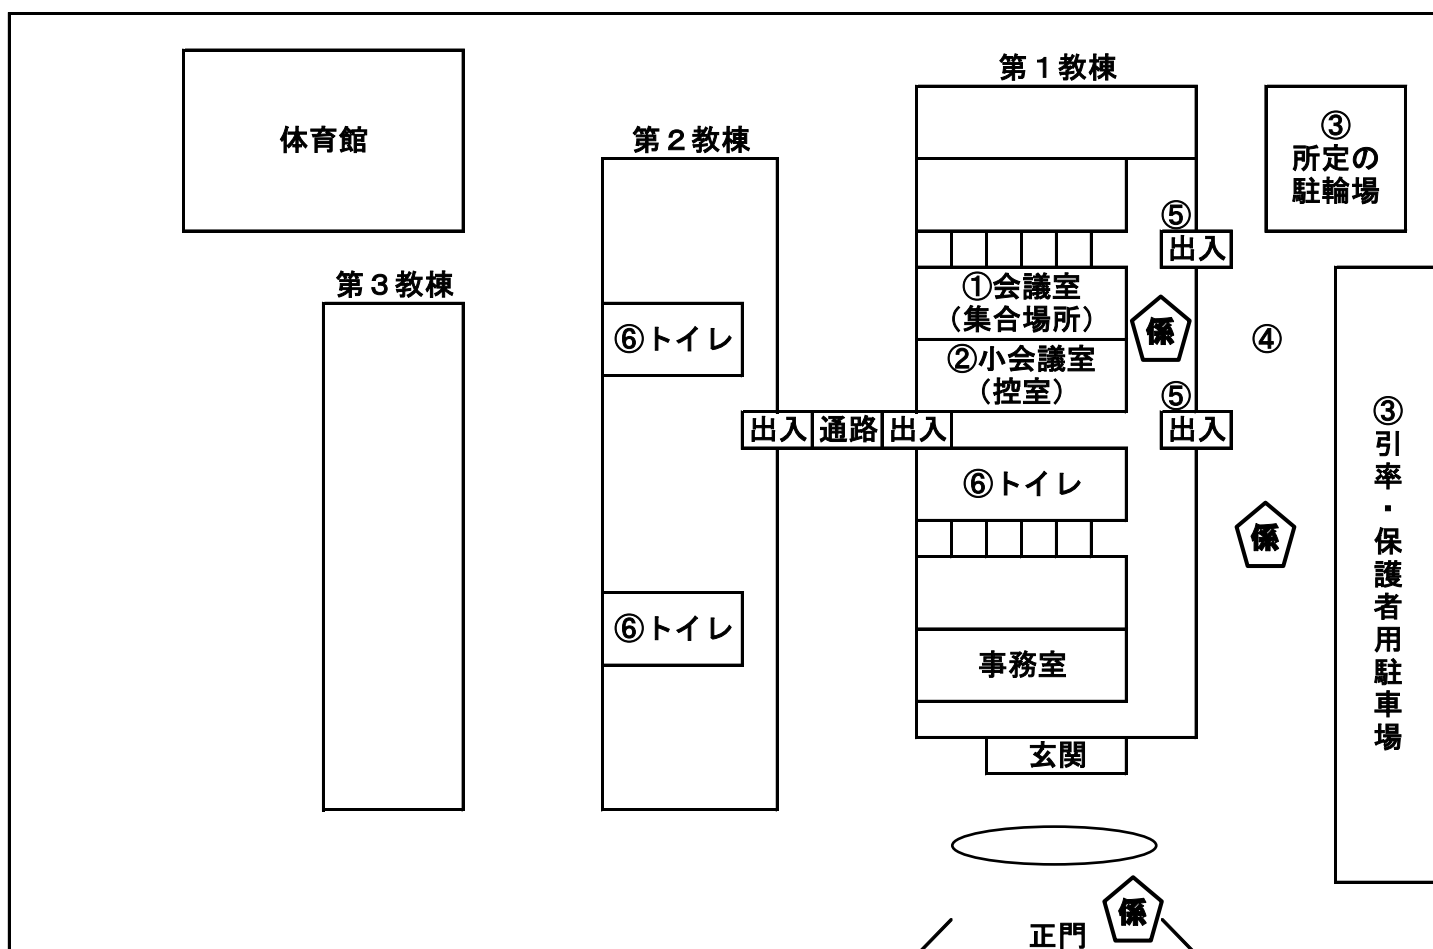 第１教棟
体育館
第２教棟
③
所定の
駐輪場
⑤
出入
第３教棟
①会議室
（集合場所）
係
⑥トイレ
④
②小会議室
（控室）
⑤
出入
通路
出入
出入
③引率・保護者用駐車場
⑥トイレ
係
⑥トイレ
事務室
玄関
係
正門